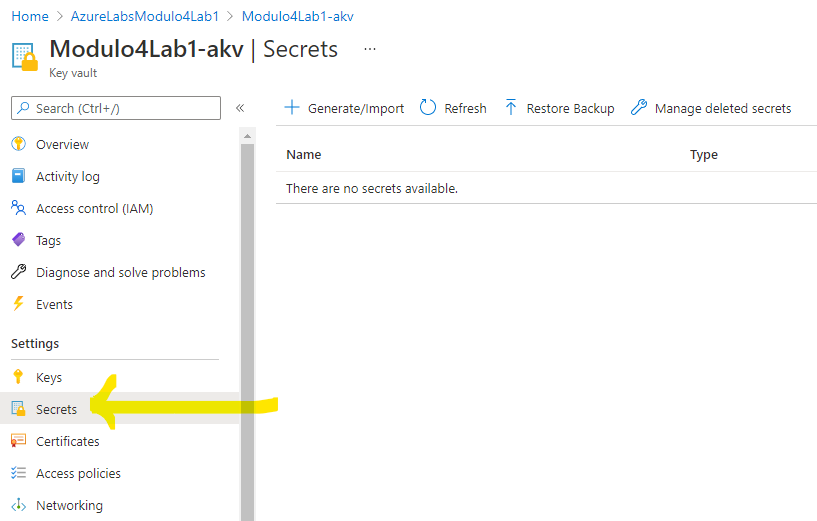 Home > AzureLabsModulo4Lab1 > Modulo4Lab1-akv
Modulo4Lab1-akv | Secrets ...
Key vault
Search (Ctrl+/) «
Generate/Import Refresh Restore Backup Manage deleted secrets
Name Type
There are no secrets available.
Overview
Activity log
Access control (IAM)
Tags
Diagnose and solve problems
Events
Settings
Keys
Secrets
Certificates
Access policies
Networking